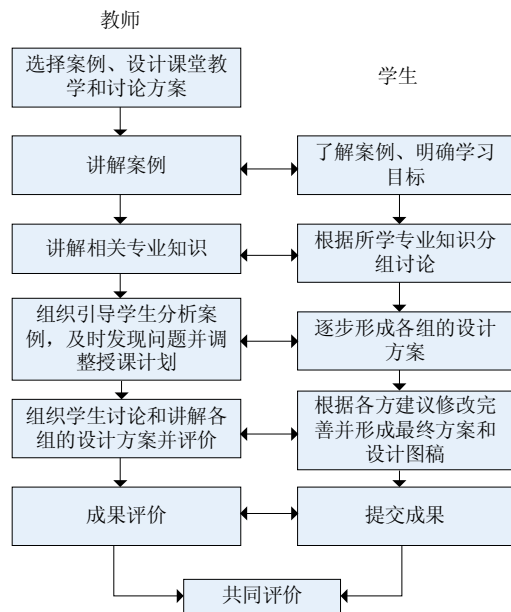 教师
学生
选择案例、设计课堂教
学和讨论方案
讲解案例
了解案例、明确学习
目标
讲解相关专业知识
根据所学专业知识分
组讨论
组织引导学生分析案
例，及时发现问题并调
整授课计划
逐步形成各组的设计
方案
组织学生讨论和讲解各
组的设计方案并评价
根据各方建议修改完
善并形成最终方案和
设计图稿
成果评价
提交成果
共同评价